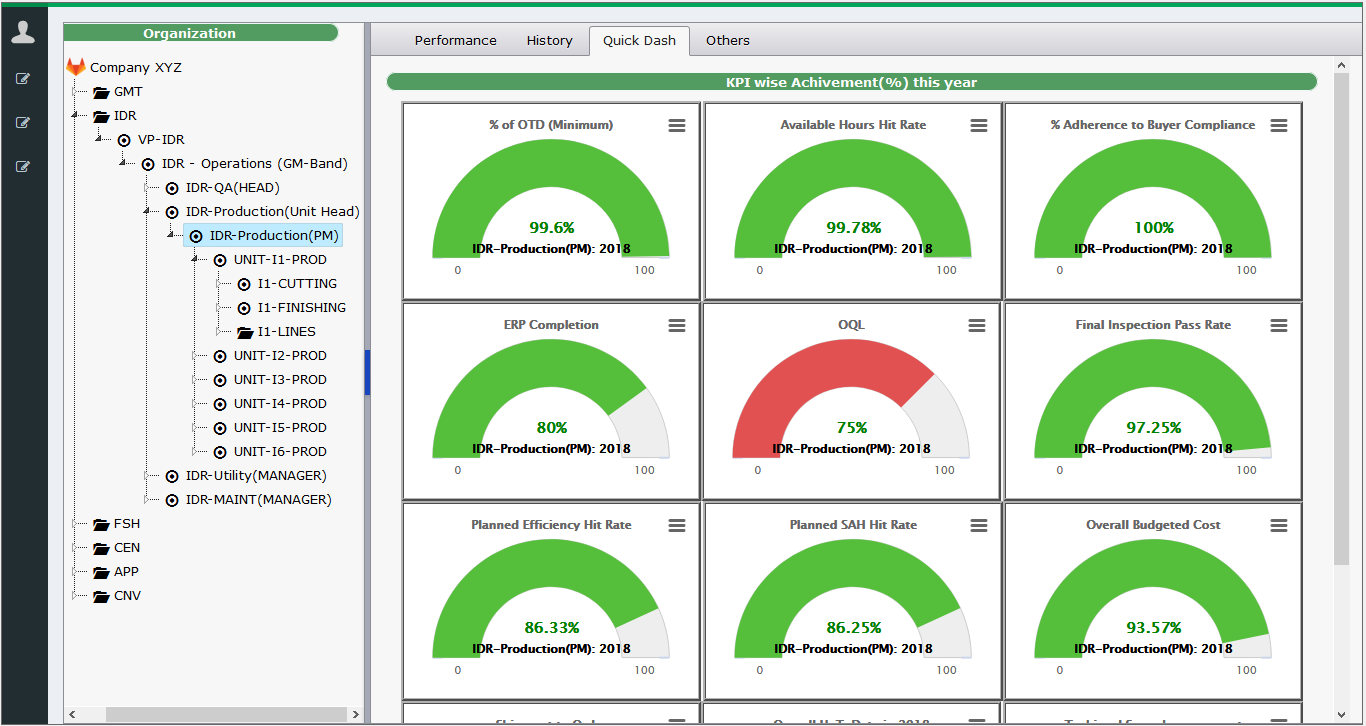 Organization
Company XYZ
GMT
IDR
VP-IDR
IDR - Operations (GM-Band)
IDR-QA(HEAD)
IDR-Production(Unit Head)
IDR-Production(PM)
UNIT-I1-PROD
I1-CUTTING
I1-FINISHING
I1-LINES
UNIT-I2-PROD
UNIT-I3-PROD
UNIT-I4-PROD
UNIT-I5-PROD
UNIT-I6-PROD
IDR-Utility(MANAGER)
IDR-MAINT(MANAGER)
FSH
CEN
APP
CNV
Performance History Quick Dash Others
KPI wise Achivement(%) this year
% of OTD (Minimum)
99.6%
IDR-Production(PM): 2018
0 100
Available Hours Hit Rate
99.78%
IDR-Production(PM): 2018
0 100
% Adherence to Buyer Compliance
100%
IDR-Production(PM): 2018
0 100
ERP Completion
80%
IDR-Production(PM): 2018
0 100
OQL
75%
IDR-Production(PM): 2018
0 100
Final Inspection Pass Rate
97.25%
IDR-Production(PM): 2018
0 100
Planned Efficiency Hit Rate
86.33%
IDR-Production(PM): 2018
0 100
Planned SAH Hit Rate
86.25%
IDR-Production(PM): 2018
0 100
Overall Budgeted Cost
93.57%
IDR-Production(PM): 2018
0 100